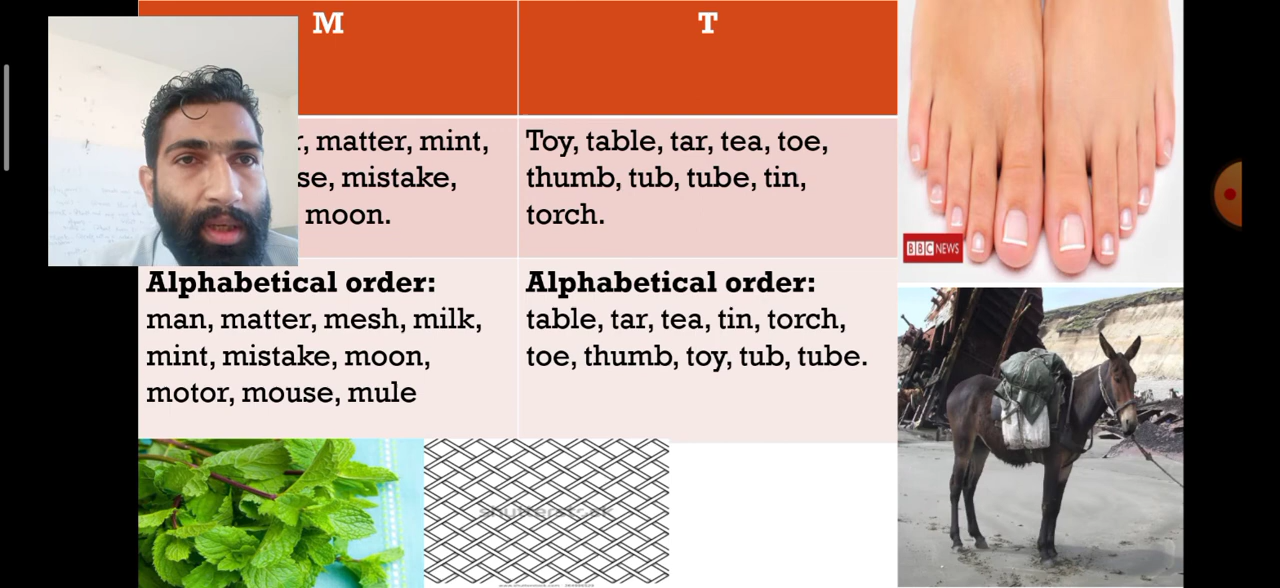 M
T
matter, mint,
mistake,
moon.
Toy, table, tar, tea, toe,
thumb, tub, tube, tin,
torch.
Alphabetical order:
man, matter, mesh, milk,
mint, mistake, moon,
motor, mouse, mule
Alphabetical order:
table, tar, tea, tin, torch,
toe, thumb, toy, tub, tube.
BBC NEWS
shutterstock